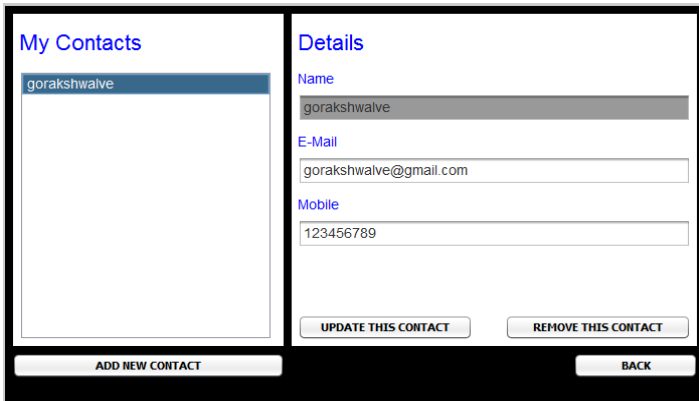 My Contacts
gorakshwalve
ADD NEW CONTACT
Details
Name
gorakshwalve
E-Mail
gorakshwalve@gmail.com
Mobile
123456789
UPDATE THIS CONTACT
REMOVE THIS CONTACT
BACK